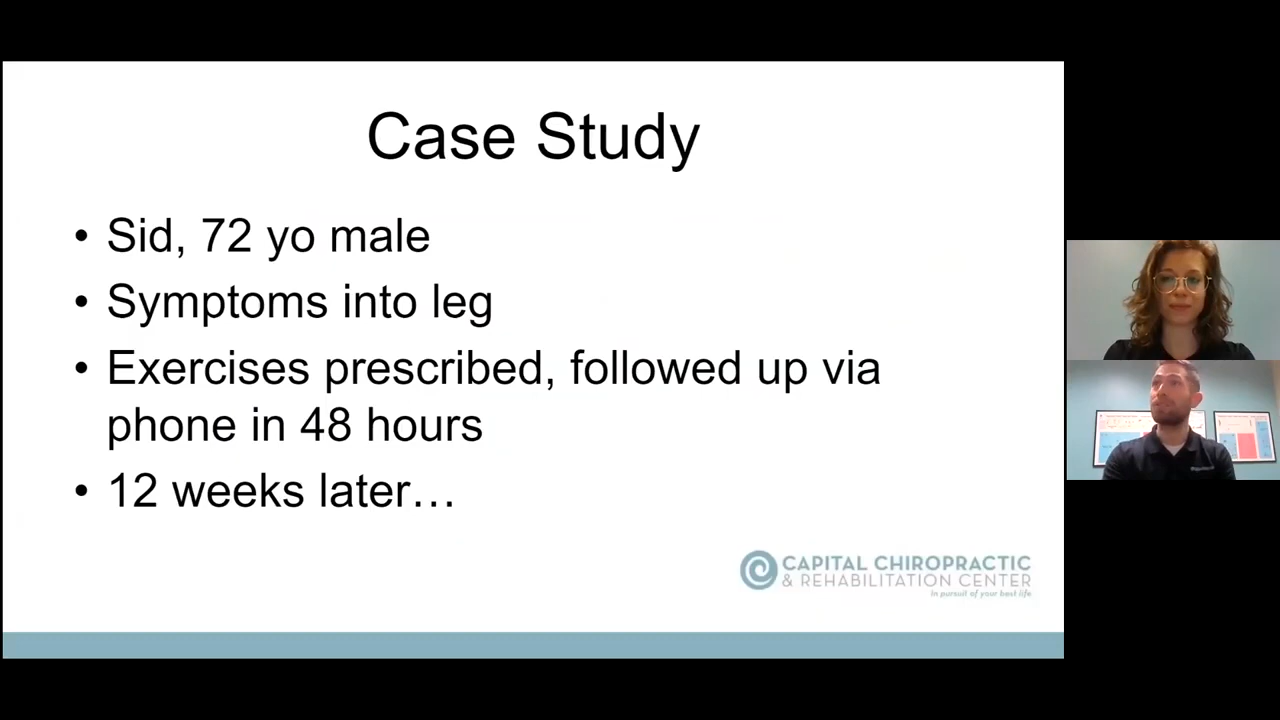 Case Study
• Sid, 72 yo male
• Symptoms into leg
• Exercises prescribed, followed up via
phone in 48 hours
• 12 weeks later…
CAPITAL CHIROPRACTIC
& REHABILITATION CENTER
in pursuit of your best life